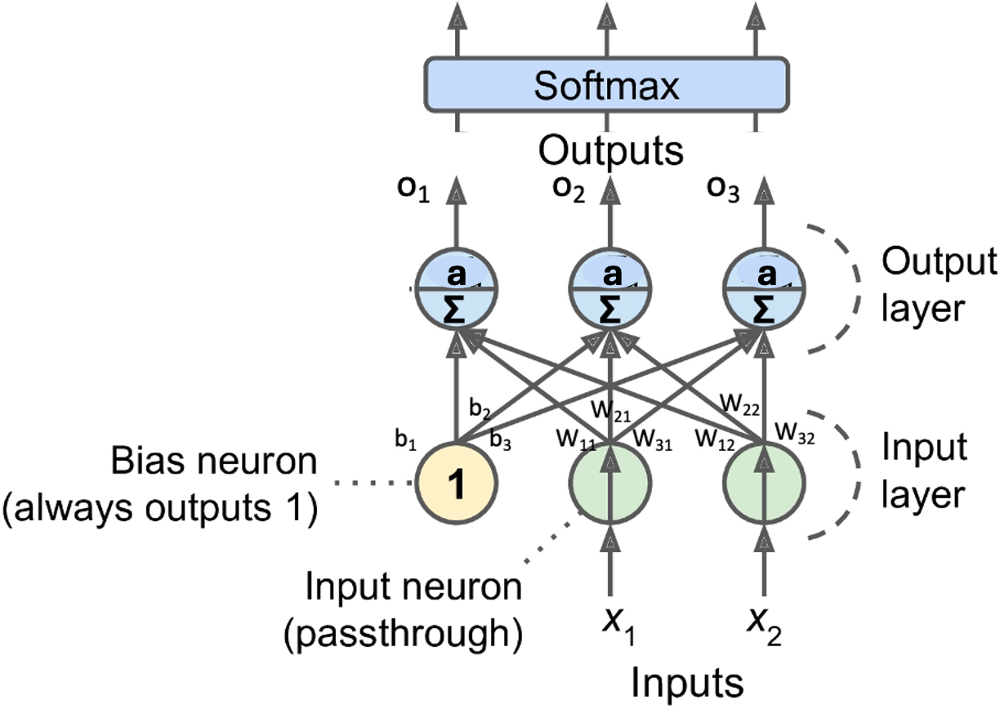 Softmax
Outputs
o₁
o₂
o₃
a
a
a
Σ
Σ
Σ
Output
layer
b₂
W₂₁
W₂₂
b₁
b₃
W₁₁
W₃₁
W₁₂
W₃₂
Bias neuron
(always outputs 1)
1
Input
layer
Input neuron
(passthrough)
x₁
x₂
Inputs